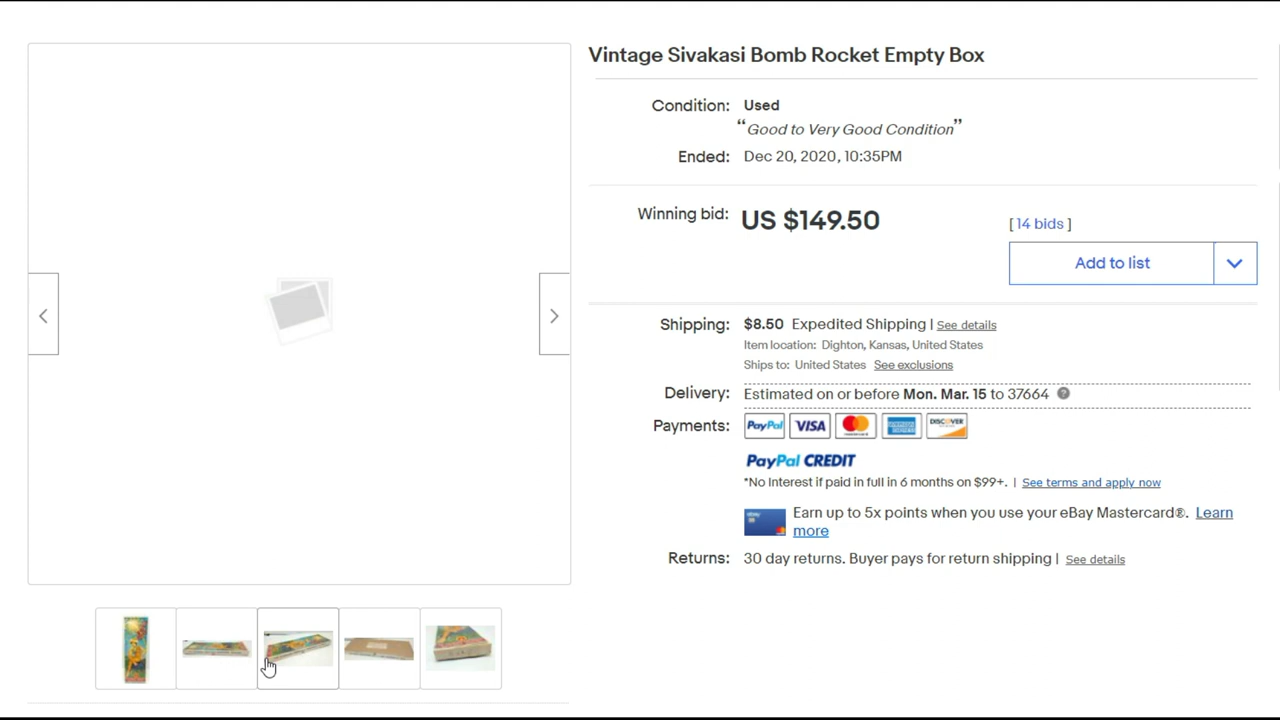 Vintage Sivakasi Bomb Rocket Empty Box
Condition: Used
“Good to Very Good Condition”
Ended: Dec 20, 2020, 10:35PM
Winning bid: US $149.50 [ 14 bids ]
Add to list
Shipping: $8.50 Expedited Shipping | See details
Item location: Dighton, Kansas, United States
Ships to: United States See exclusions
Delivery: Estimated on or before Mon. Mar. 15 to 37664 ?
Payments: PayPal VISA DISCOVER
PayPal CREDIT
*No Interest if paid in full in 6 months on $99+. | See terms and apply now
ebay Earn up to 5x points when you use your eBay Mastercard®. Learn
more
Returns: 30 day returns. Buyer pays for return shipping | See details